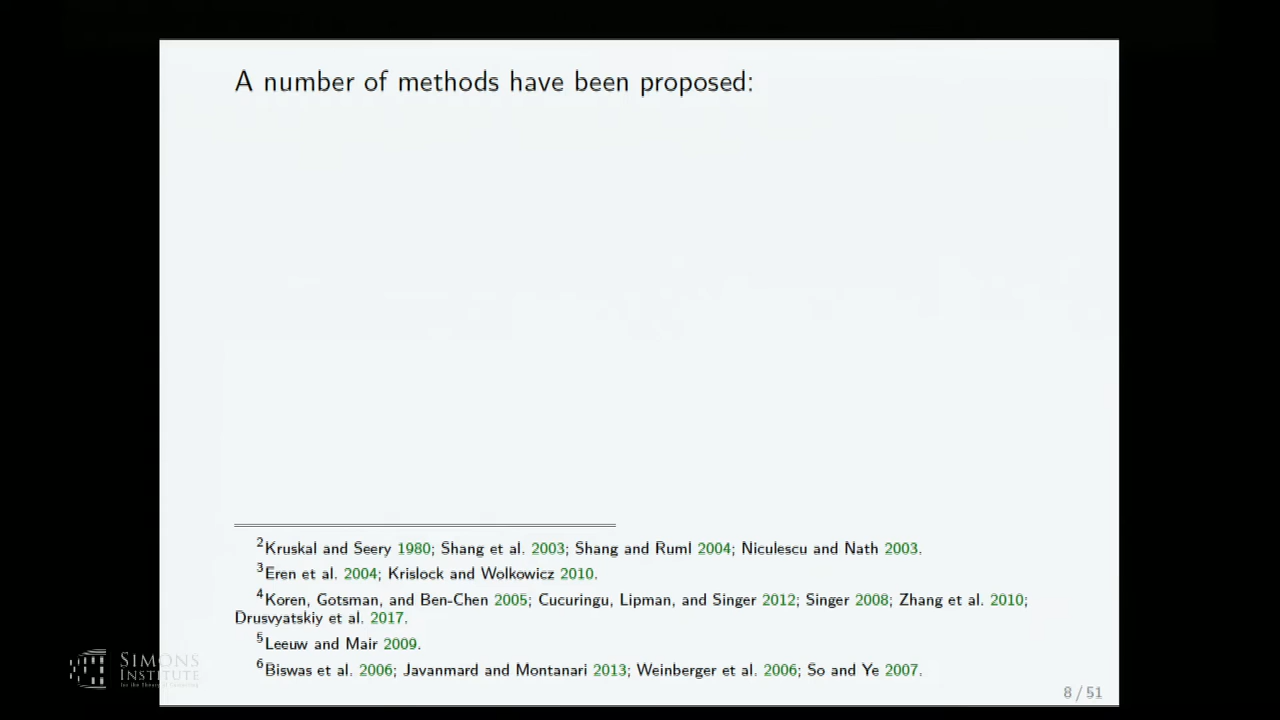 A number of methods have been proposed:
2Kruskal and Seery 1980; Shang et al. 2003; Shang and Ruml 2004; Niculescu and Nath 2003.
3Eren et al. 2004; Krislock and Wolkowicz 2010.
4Koren, Gotsman, and Ben-Chen 2005; Cucuringu, Lipman, and Singer 2012; Singer 2008; Zhang et al. 2010;
Drusvyatskiy et al. 2017.
5Leeuw and Mair 2009.
6Biswas et al. 2006; Javanmard and Montanari 2013; Weinberger et al. 2006; So and Ye 2007.
8 / 51
SIMONS
INSTITUTE